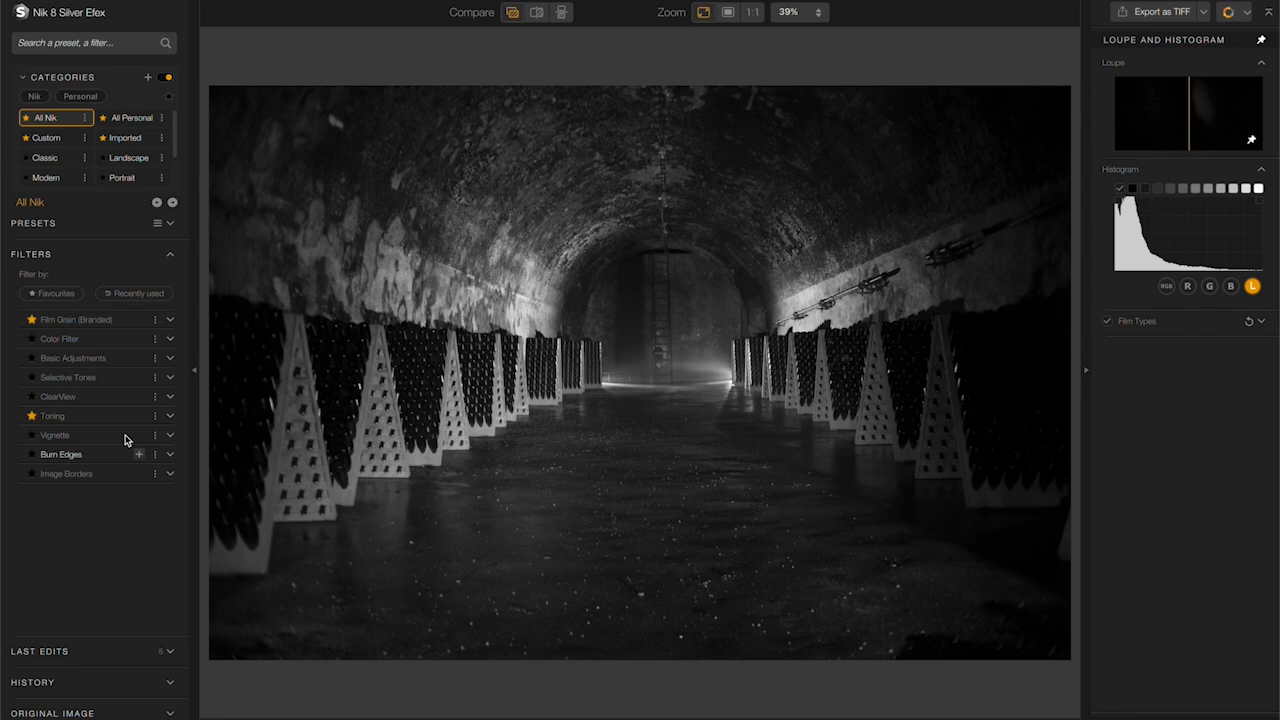 Nik 8 Silver Efex
Compare
Zoom
1:1
39%
Export as TIFF
Search a preset, a filter...
CATEGORIES
Nik
Personal
All Nik
All Personal
Custom
Imported
Classic
Landscape
Modern
Portrait
All Nik
PRESETS
FILTERS
Filter by:
Favourites
Recently used
Film Grain (Branded)
Color Filter
Basic Adjustments
Selective Tones
ClearView
Toning
Vignette
Burn Edges
Image Borders
LAST EDITS
5
HISTORY
ORIGINAL IMAGE
LOUPE AND HISTOGRAM
Loupe
Histogram
RGB
R
G
B
L
Film Types